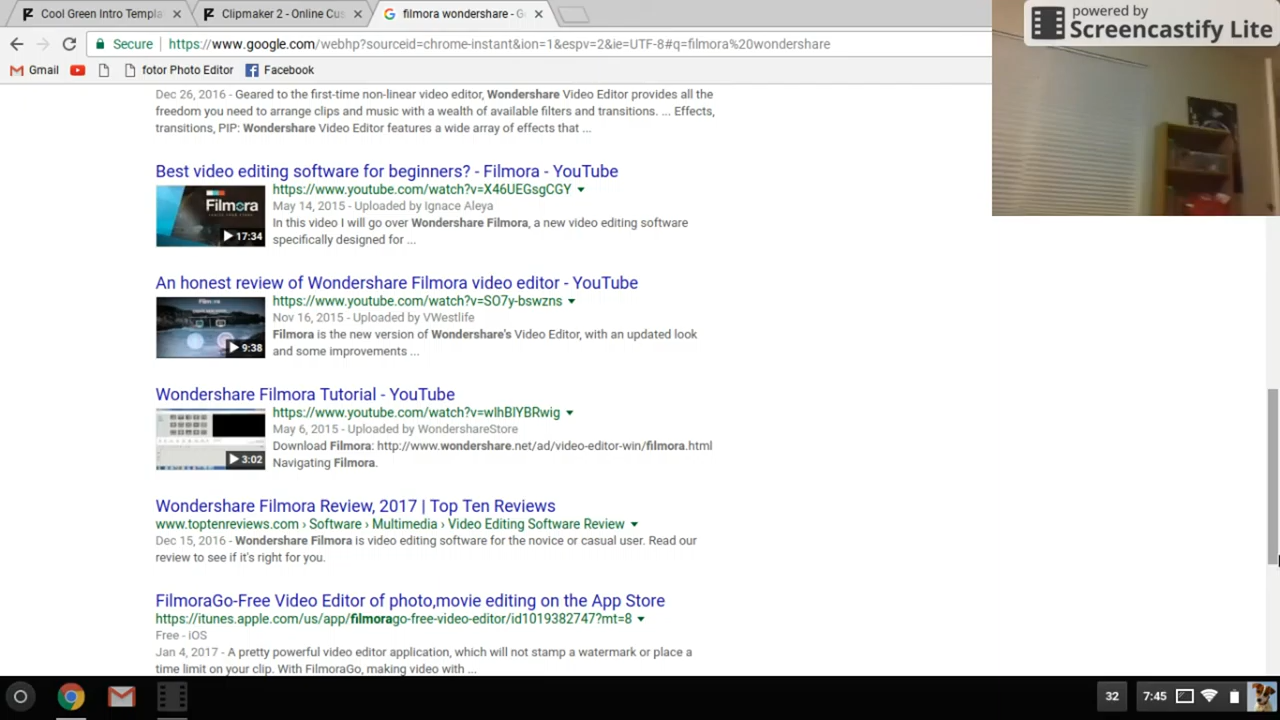 Cool Green Intro Templa
Clipmaker 2 - Online Cus
filmora wondershare - Go
powered by
Screencastify Lite
Secure
https://www.google.com/webhp?sourceid=chrome-instant&ion=1&espv=2&ie=UTF-8#q=filmora%20wondershare
Gmail
fotor Photo Editor
Facebook
Dec 26, 2016 - Geared to the first-time non-linear video editor, Wondershare Video Editor provides all the
freedom you need to arrange clips and music with a wealth of available filters and transitions. ... Effects,
transitions, PIP: Wondershare Video Editor features a wide array of effects that ...
Best video editing software for beginners? - Filmora - YouTube
https://www.youtube.com/watch?v=X46UEGsgCGY
May 14, 2015 - Uploaded by Ignace Aleya
Filmora
17:34
In this video I will go over Wondershare Filmora, a new video editing software
specifically designed for ...
An honest review of Wondershare Filmora video editor - YouTube
https://www.youtube.com/watch?v=SO7y-bswzns
Nov 16, 2015 - Uploaded by VWestlife
9:38
Filmora is the new version of Wondershare's Video Editor, with an updated look
and some improvements ...
Wondershare Filmora Tutorial - YouTube
https://www.youtube.com/watch?v=wIhBIYBRwig
May 6, 2015 - Uploaded by WondershareStore
Download Filmora: http://www.wondershare.net/ad/video-editor-win/filmora.html
3:02
Navigating Filmora.
Wondershare Filmora Review, 2017 | Top Ten Reviews
www.toptenreviews.com › Software › Multimedia › Video Editing Software Review
Dec 15, 2016 - Wondershare Filmora is video editing software for the novice or casual user. Read our
review to see if it's right for you.
FilmoraGo-Free Video Editor of photo,movie editing on the App Store
https://itunes.apple.com/us/app/filmorago-free-video-editor/id1019382747?mt=8
Free - iOS
Jan 4, 2017 - A pretty powerful video editor application, which will not stamp a watermark or place a
time limit on your clip. With FilmoraGo, making video with ...
32
7:45